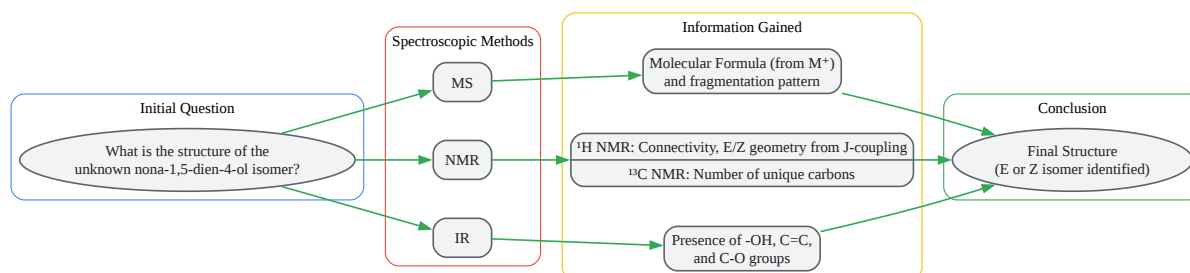 Initial Question
What is the structure of the
unknown nona-1,5-dien-4-ol isomer?
Spectroscopic Methods
MS
NMR
IR
Information Gained
Molecular Formula (from M⁺)
and fragmentation pattern
¹H NMR: Connectivity, E/Z geometry from J-coupling
¹³C NMR: Number of unique carbons
Presence of -OH, C=C,
and C-O groups
Conclusion
Final Structure
(E or Z isomer identified)